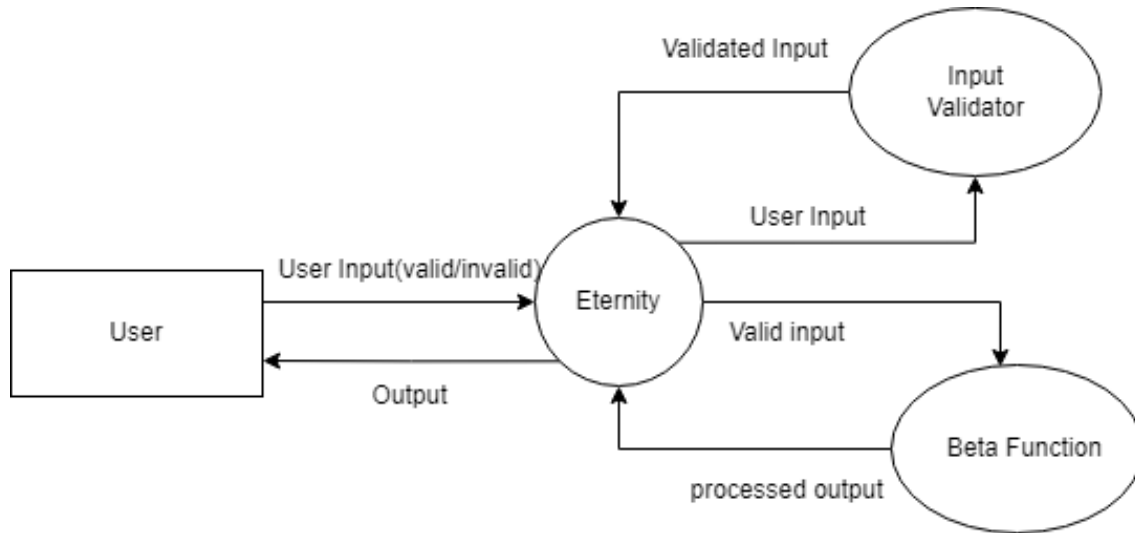 Validated Input
Input
Validator
User Input
User Input(valid/invalid)
Eternity
User
Valid input
Output
Beta Function
processed output